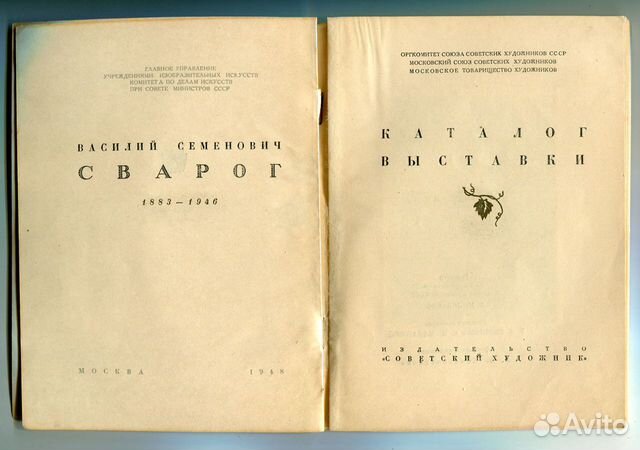 ГЛАВНОЕ УПРАВЛЕНИЕ
УЧРЕЖДЕНИЯМИ ИЗОБРАЗИТЕЛЬНЫХ ИСКУССТВ
КОМИТЕТА ПО ДЕЛАМ ИСКУССТВ
ПРИ СОВЕТЕ МИНИСТРОВ СССР
ВАСИЛИЙ СЕМЕНОВИЧ
СВАРОГ
1883—1946
МОСКВА 1948
ОРГКОМИТЕТ СОЮЗА СОВЕТСКИХ ХУДОЖНИКОВ СССР
МОСКОВСКИЙ СОЮЗ СОВЕТСКИХ ХУДОЖНИКОВ
МОСКОВСКОЕ ТОВАРИЩЕСТВО ХУДОЖНИКОВ
КАТАЛОГ
ВЫСТАВКИ
ИЗДАТЕЛЬСТВО
«СОВЕТСКИЙ ХУДОЖНИК»
Avito